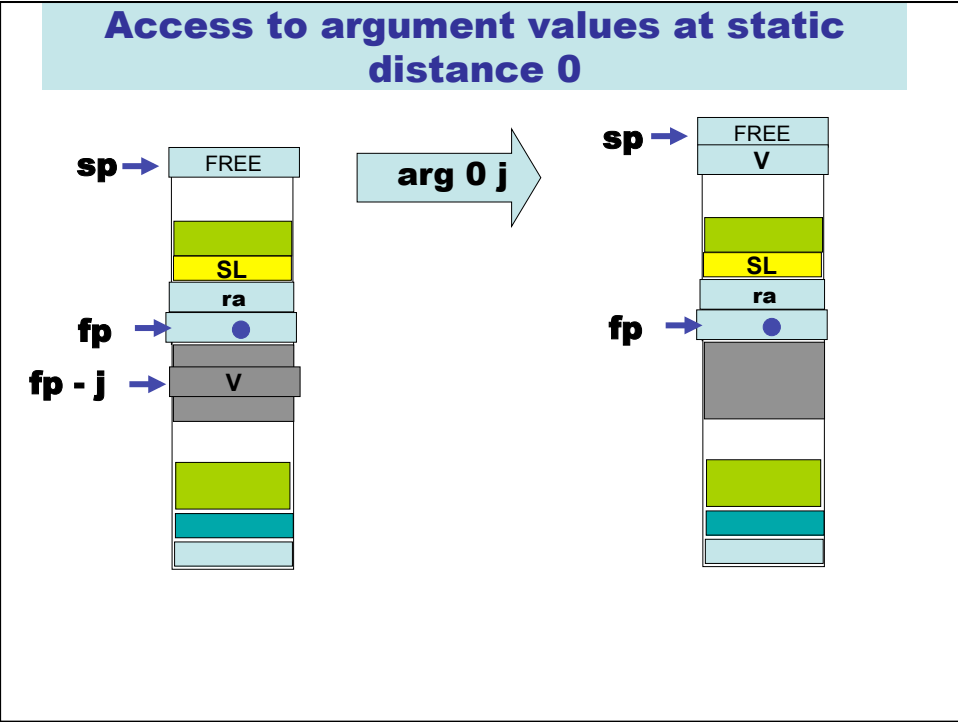 Access to argument values at static
distance 0
sp
FREE
SL
ra
fp
fp - j
V
arg 0 j
sp
FREE
V
SL
ra
fp